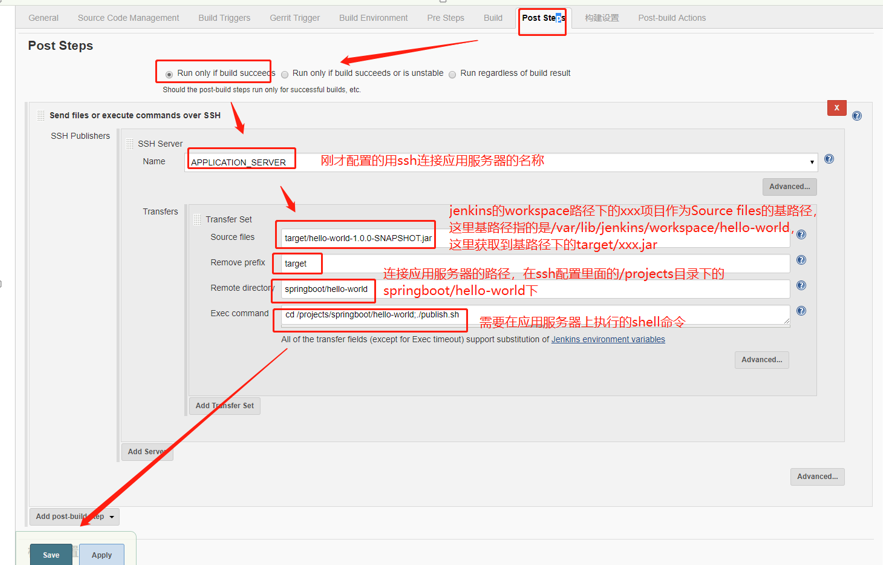 General Source Code Management Build Triggers Gerrit Trigger Build Environment Pre Steps Build Post Steps 构建设置 Post-build Actions
Post Steps
Run only if build succeeds Run only if build succeeds or is unstable Run regardless of build result
Should the post-build steps run only for successful builds, etc.
Send files or execute commands over SSH
X
SSH Publishers
SSH Server
Name
APPLICATION_SERVER
刚才配置的用ssh连接应用服务器的名称
Advanced...
Transfers
Transfer Set
jenkins的workspace路径下的xxx项目作为Source files的基路径,
这里基路径指的是/var/lib/jenkins/workspace/hello-world,
这里获取到基路径下的target/xxx.jar
Source files
target/hello-world-1.0.0-SNAPSHOT.jar
Remove prefix
target
连接应用服务器的路径，在ssh配置里面的/projects目录下的
springboot/hello-world下
Remote directory
springboot/hello-world
Exec command
cd /projects/springboot/hello-world;./publish.sh
需要在应用服务器上执行的shell命令
All of the transfer fields (except for Exec timeout) support substitution of Jenkins environment variables
Advanced...
Add Transfer Set
Add Server
Advanced...
Add post-build step
Save Apply